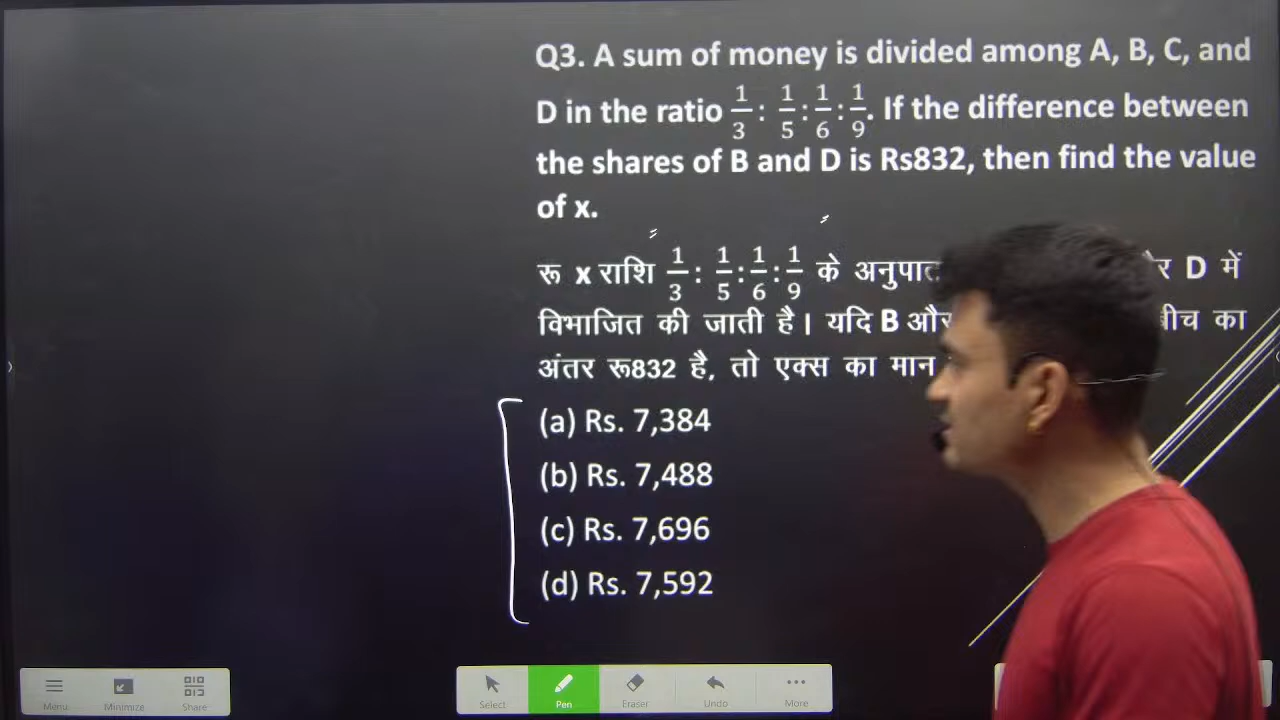 Q3. A sum of money is divided among A, B, C, and
D in the ratio 1/3 : 1/5 : 1/6 : 1/9. If the difference between
the shares of B and D is Rs832, then find the value
of x.
रू x राशि 1/3 : 1/5 : 1/6 : 1/9 के D में
विभाजित की जाती है। यदि B और का
अंतर रू832 है, तो एक्स का मान
(a) Rs. 7,384
(b) Rs. 7,488
(c) Rs. 7,696
(d) Rs. 7,592
Menu Minimize Share Select Pen Eraser Undo More